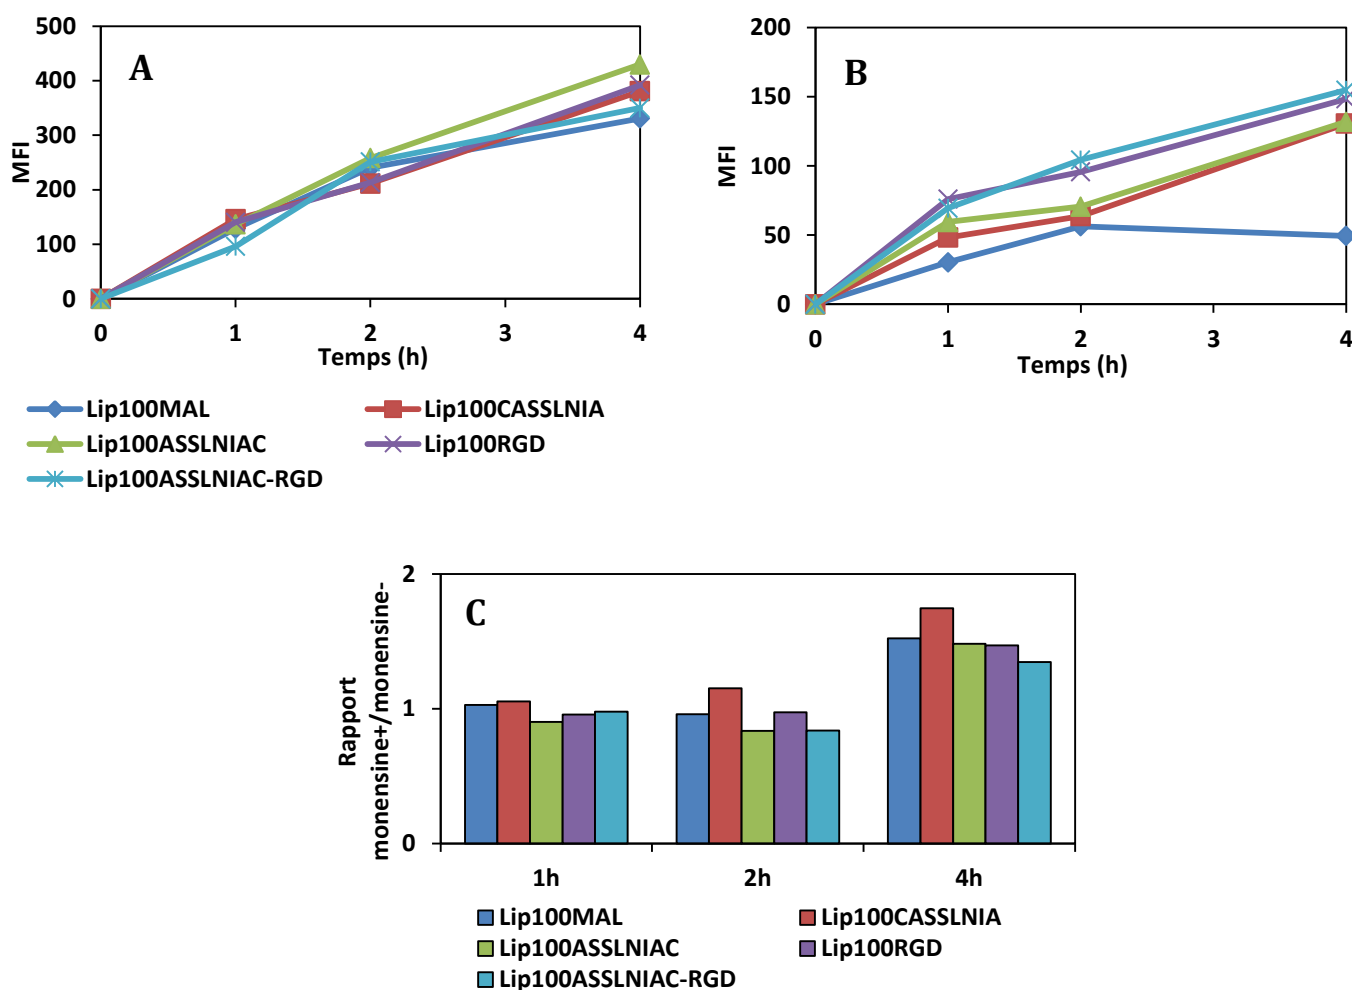 500
400
300
200
100
0
MFI
A
0 1 2 3 4
Temps (h)
200
150
100
50
0
MFI
B
0 1 2 3 4
Temps (h)
Lip100MAL Lip100CASSLNIA
Lip100ASSLNIAC Lip100RGD
Lip100ASSLNIAC-RGD
2
1
0
Rapport
monensine+/monensine-
C
1h 2h 4h
Lip100MAL Lip100CASSLNIA
Lip100ASSLNIAC Lip100RGD
Lip100ASSLNIAC-RGD